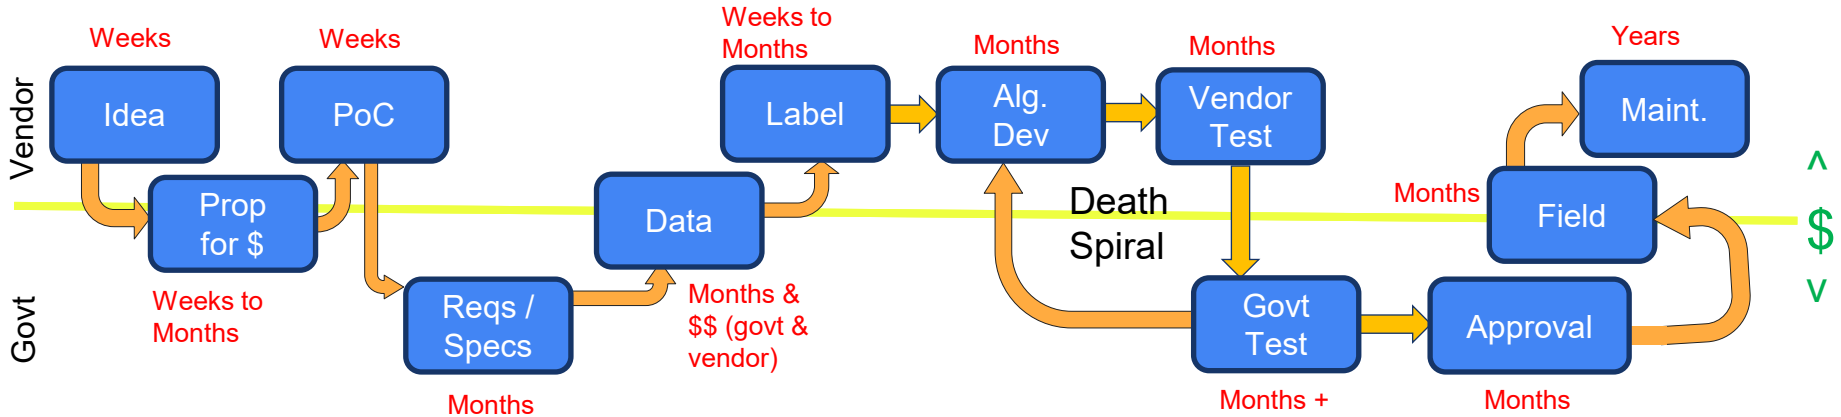 Vendor
Govt
Weeks
Idea
Prop
for $
Weeks to
Months
Weeks
PoC
Reqs /
Specs
Months
Data
Months &
$$ (govt &
vendor)
Weeks to
Months
Label
Months
Alg.
Dev
Months
Vendor
Test
Death
Spiral
Govt
Test
Months +
Approval
Months
Months
Field
Years
Maint.
^
$
v